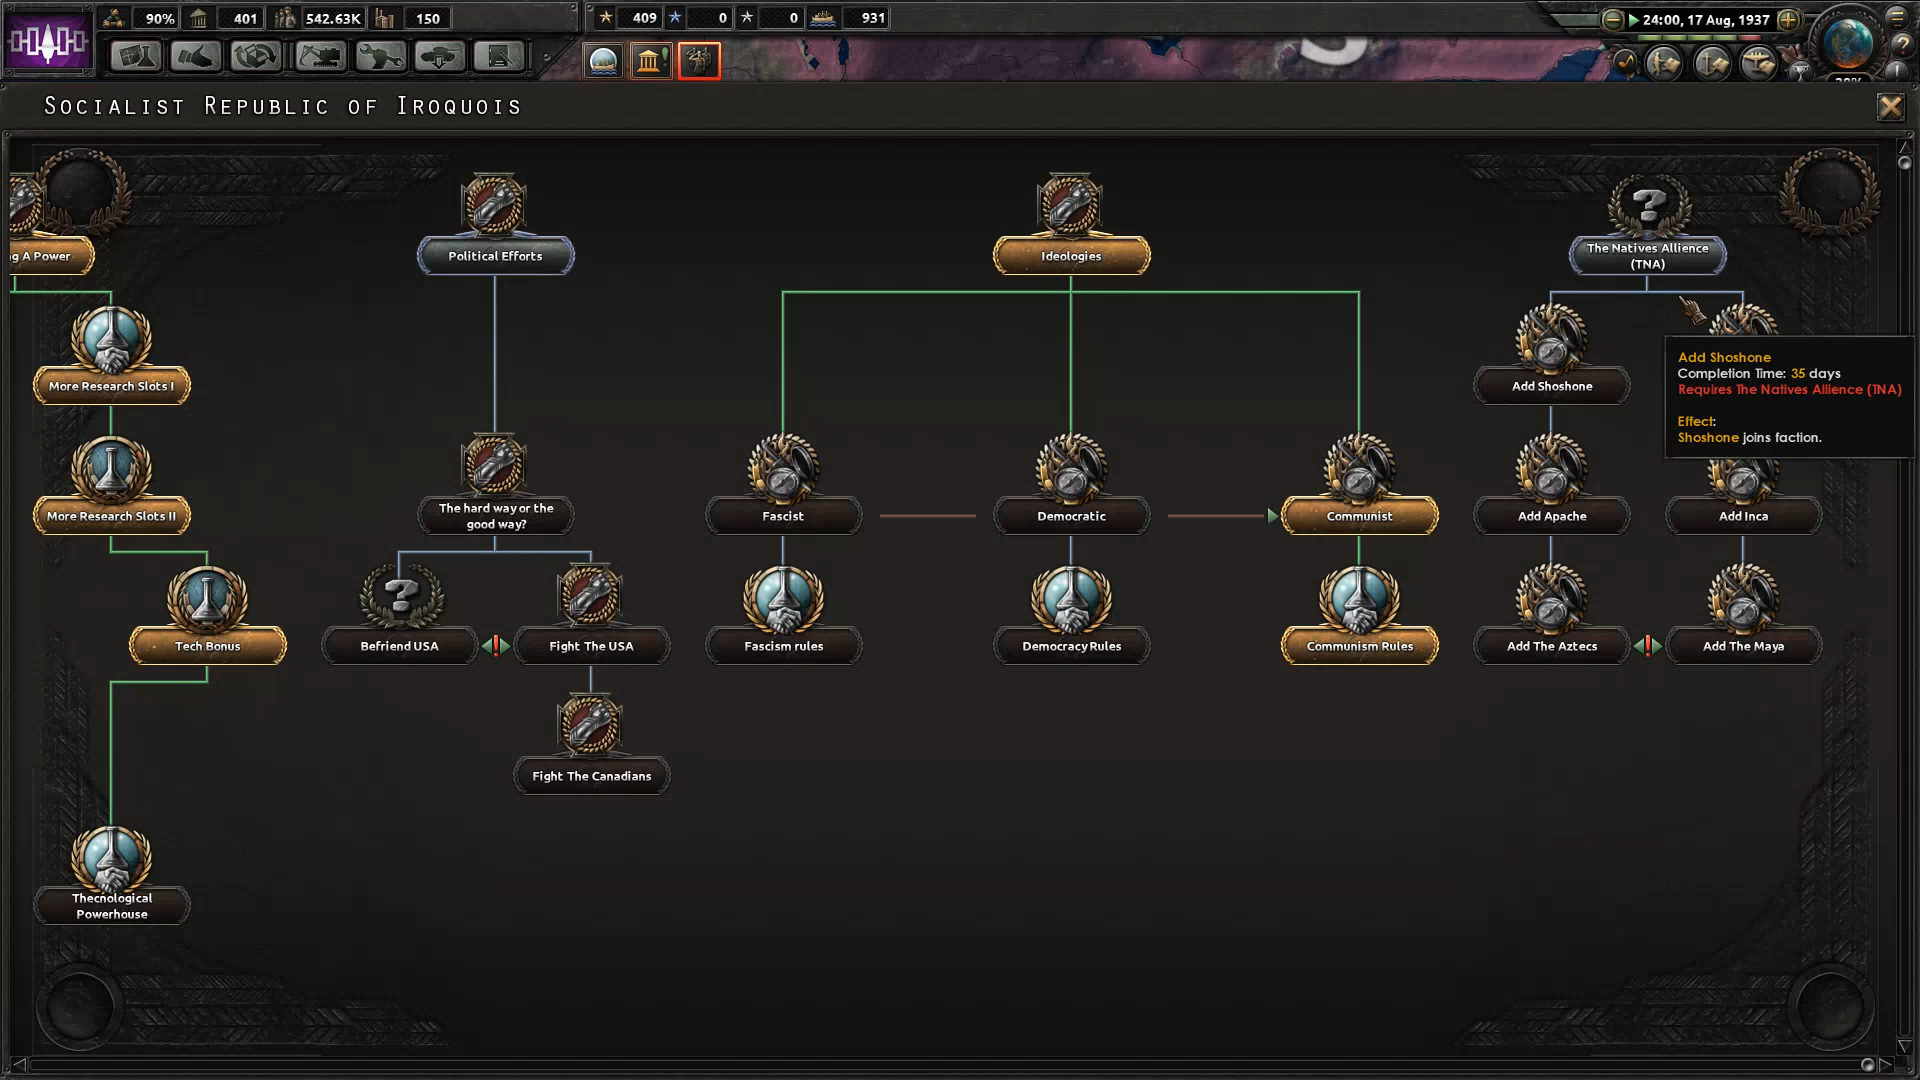 90%
401
542.63K
150
409
0
0
931
24:00, 17 Aug, 1937
Socialist Republic of Iroquois
g A Power
Political Efforts
Ideologies
The Natives Allience
(TNA)
More Research Slots I
Add Shoshone
Add Shoshone
Completion Time: 35 days
Requires The Natives Allience (TNA)
Effect:
Shoshone joins faction.
More Research Slots II
The hard way or the
good way?
Fascist
Democratic
Communist
Add Apache
Add Inca
Tech Bonus
Befriend USA
Fight The USA
Fascism rules
Democracy Rules
Communism Rules
Add The Aztecs
Add The Maya
Fight The Canadians
Thecnological
Powerhouse